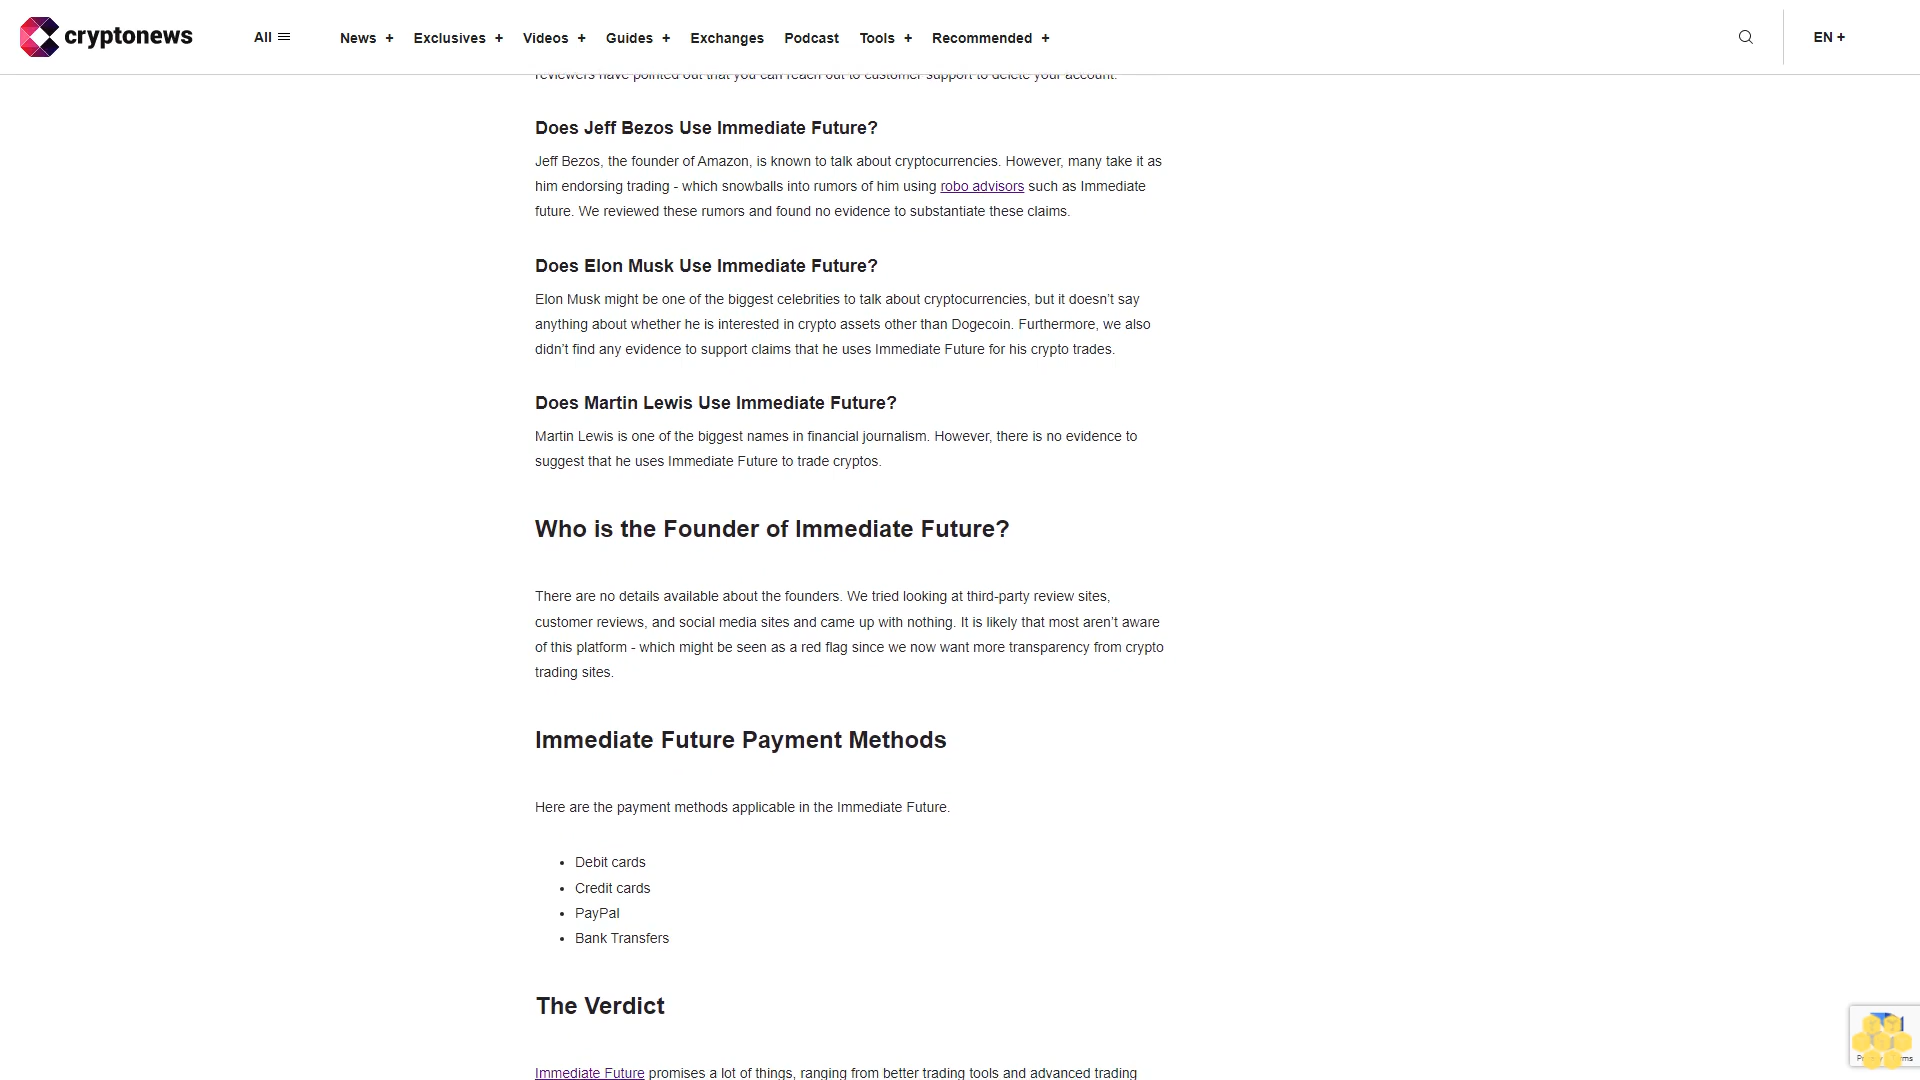 cryptonews
All
News +
Exclusives +
Videos +
Guides +
Exchanges
Podcast
Tools +
Recommended +
EN +
reviewers have pointed out that you can reach out to customer support to delete your account.
Does Jeff Bezos Use Immediate Future?
Jeff Bezos, the founder of Amazon, is known to talk about cryptocurrencies. However, many take it as
him endorsing trading - which snowballs into rumors of him using robo advisors such as Immediate
future. We reviewed these rumors and found no evidence to substantiate these claims.
Does Elon Musk Use Immediate Future?
Elon Musk might be one of the biggest celebrities to talk about cryptocurrencies, but it doesn’t say
anything about whether he is interested in crypto assets other than Dogecoin. Furthermore, we also
didn’t find any evidence to support claims that he uses Immediate Future for his crypto trades.
Does Martin Lewis Use Immediate Future?
Martin Lewis is one of the biggest names in financial journalism. However, there is no evidence to
suggest that he uses Immediate Future to trade cryptos.
Who is the Founder of Immediate Future?
There are no details available about the founders. We tried looking at third-party review sites,
customer reviews, and social media sites and came up with nothing. It is likely that most aren’t aware
of this platform - which might be seen as a red flag since we now want more transparency from crypto
trading sites.
Immediate Future Payment Methods
Here are the payment methods applicable in the Immediate Future.
• Debit cards
• Credit cards
• PayPal
• Bank Transfers
The Verdict
Immediate Future promises a lot of things, ranging from better trading tools and advanced trading